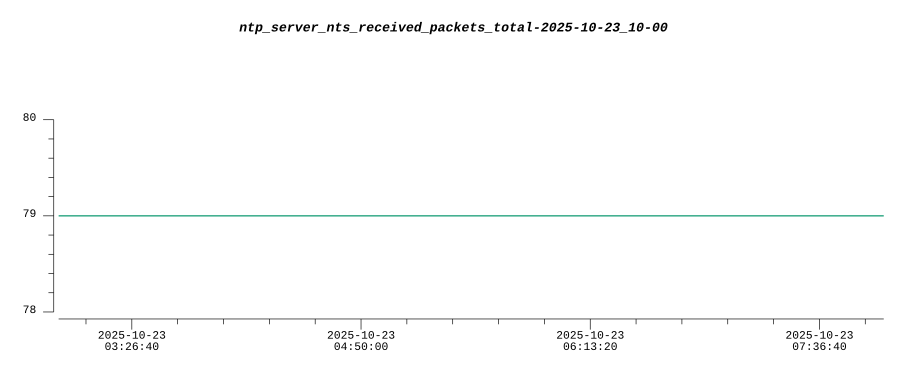 ntp_server_nts_received_packets_total-2025-10-23_10-00
80
79
78
2025-10-23 2025-10-23 2025-10-23 2025-10-23
03:26:40 04:50:00 06:13:20 07:36:40